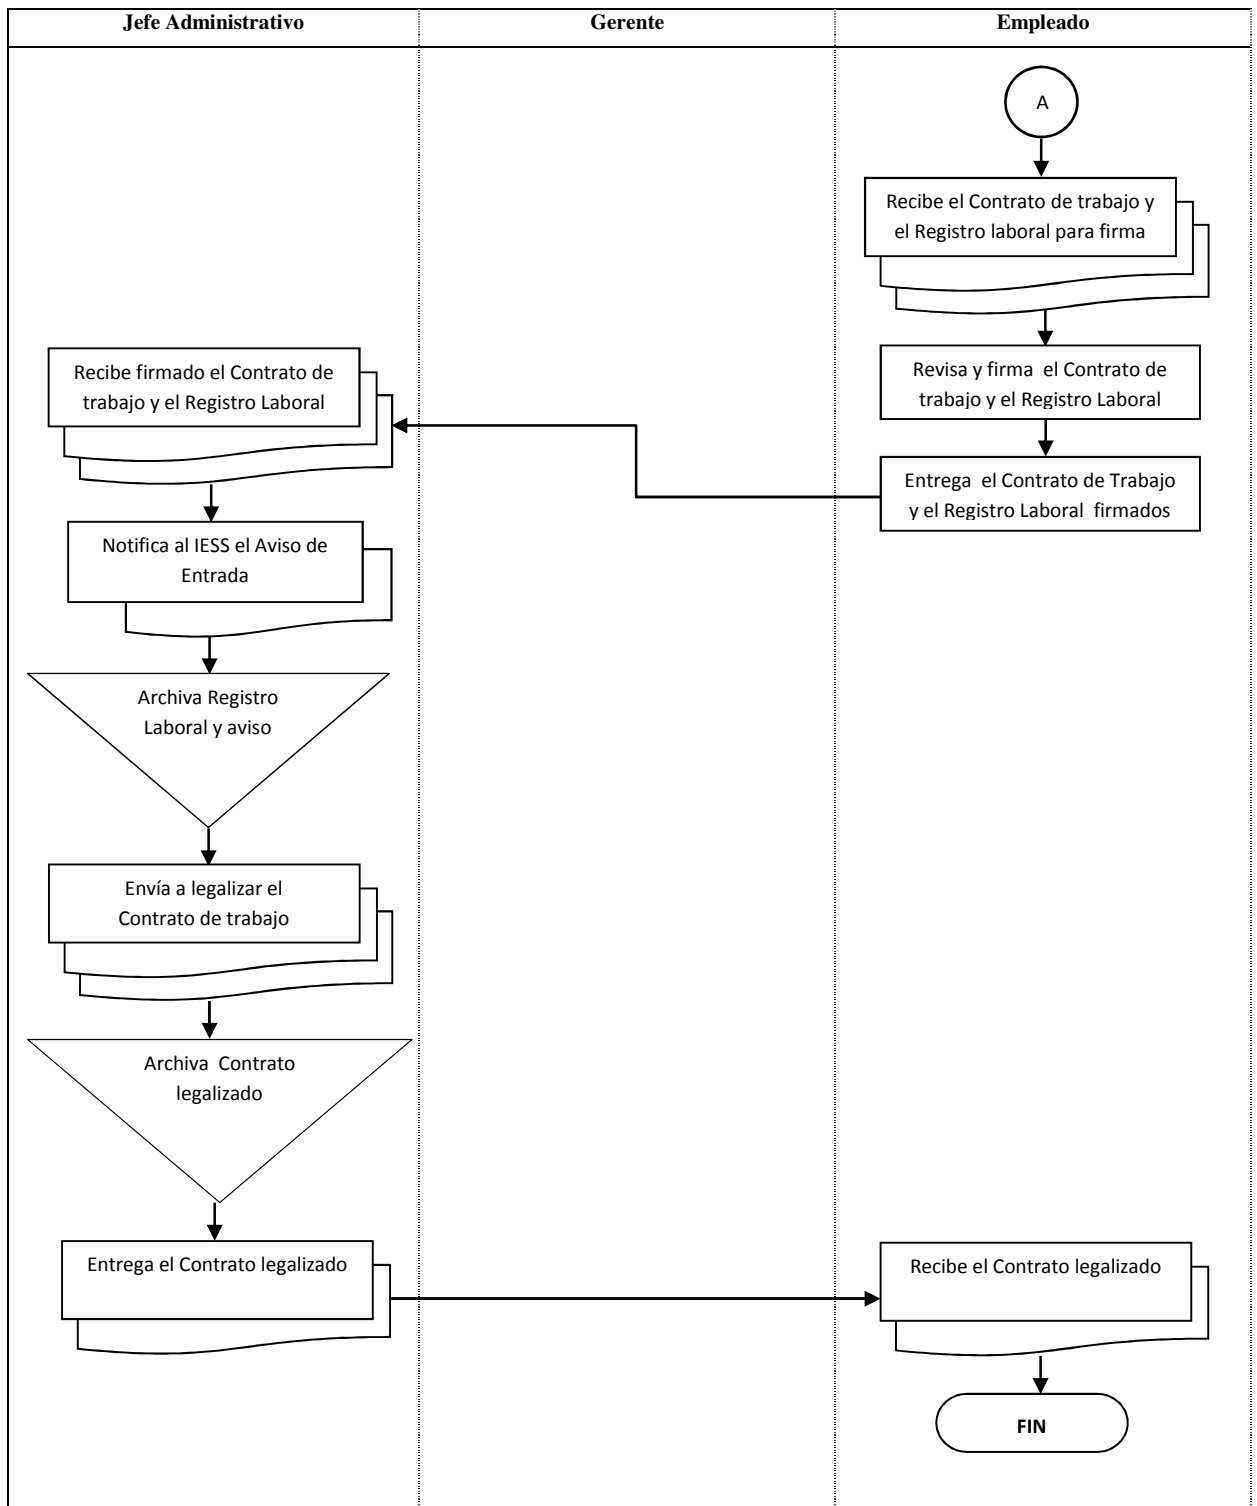 Jefe Administrativo
Gerente
Empleado
A
Recibe el Contrato de trabajo y
el Registro laboral para firma
Revisa y firma el Contrato de
trabajo y el Registro Laboral
Entrega el Contrato de Trabajo
y el Registro Laboral firmados
Recibe firmado el Contrato de
trabajo y el Registro Laboral
Notifica al IESS el Aviso de
Entrada
Archiva Registro
Laboral y aviso
Envía a legalizar el
Contrato de trabajo
Archiva Contrato
legalizado
Entrega el Contrato legalizado
Recibe el Contrato legalizado
FIN